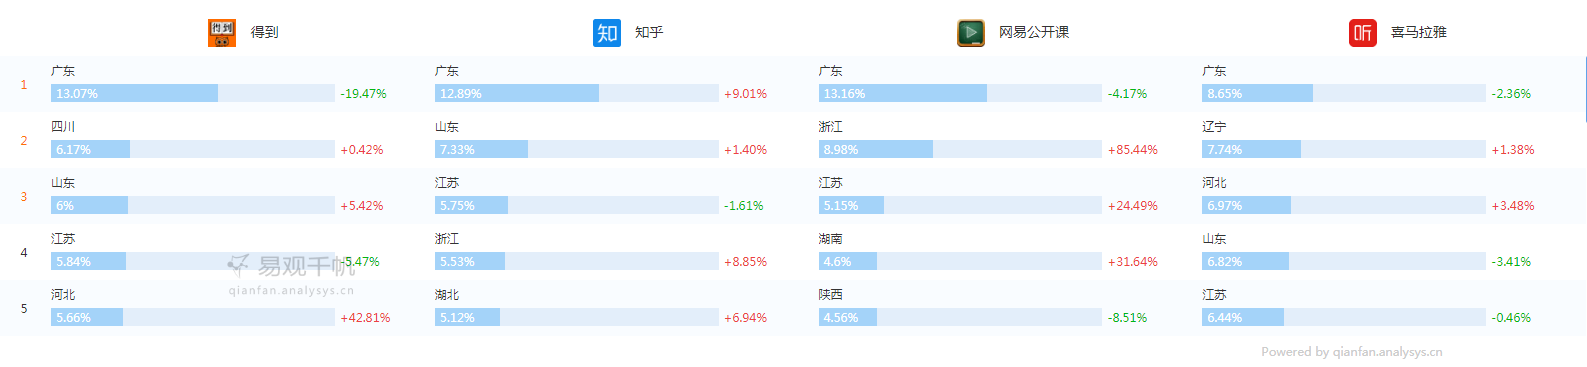 得到 知乎 网易公开课 喜马拉雅
广东 广东 广东 广东
1 13.07% -19.47% 12.89% +9.01% 13.16% -4.17% 8.65% -2.36%
四川 山东 浙江 辽宁
2 6.17% +0.42% 7.33% +1.40% 8.98% +85.44% 7.74% +1.38%
山东 江苏 江苏 河北
3 6% +5.42% 5.75% -1.61% 5.15% +24.49% 6.97% +3.48%
江苏 浙江 湖南 山东
4 5.84% -5.47% 5.53% +8.85% 4.6% +31.64% 6.82% -3.41%
易观千帆
qianfan.analysys.cn
河北 湖北 陕西 江苏
5 5.66% +42.81% 5.12% +6.94% 4.56% -8.51% 6.44% -0.46%
Powered by qianfan.analysys.cn
得到
知
听